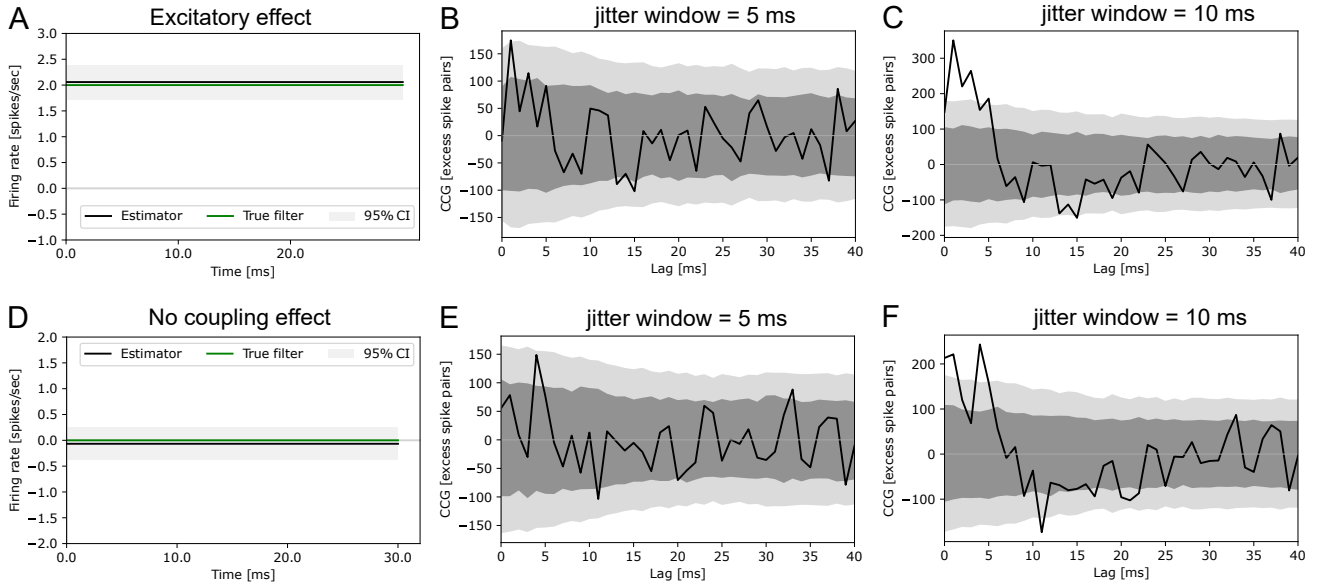 A
Excitatory effect
3.0
2.5
2.0
1.5
1.0
0.5
0.0
−0.5
−1.0
Firing rate [spikes/sec]
Estimator True filter 95% CI
0.0 10.0 20.0
Time [ms]
B
jitter window = 5 ms
150
100
50
0
−50
−100
−150
CCG [excess spike pairs]
0 5 10 15 20 25 30 35 40
Lag [ms]
C
jitter window = 10 ms
300
200
100
0
−100
−200
CCG [excess spike pairs]
0 5 10 15 20 25 30 35 40
Lag [ms]
D
No coupling effect
2.0
1.5
1.0
0.5
0.0
−0.5
−1.0
−1.5
−2.0
Firing rate [spikes/sec]
Estimator True filter 95% CI
0.0 10.0 20.0 30.0
Time [ms]
E
jitter window = 5 ms
150
100
50
0
−50
−100
−150
CCG [excess spike pairs]
0 5 10 15 20 25 30 35 40
Lag [ms]
F
jitter window = 10 ms
200
100
0
−100
CCG [excess spike pairs]
0 5 10 15 20 25 30 35 40
Lag [ms]